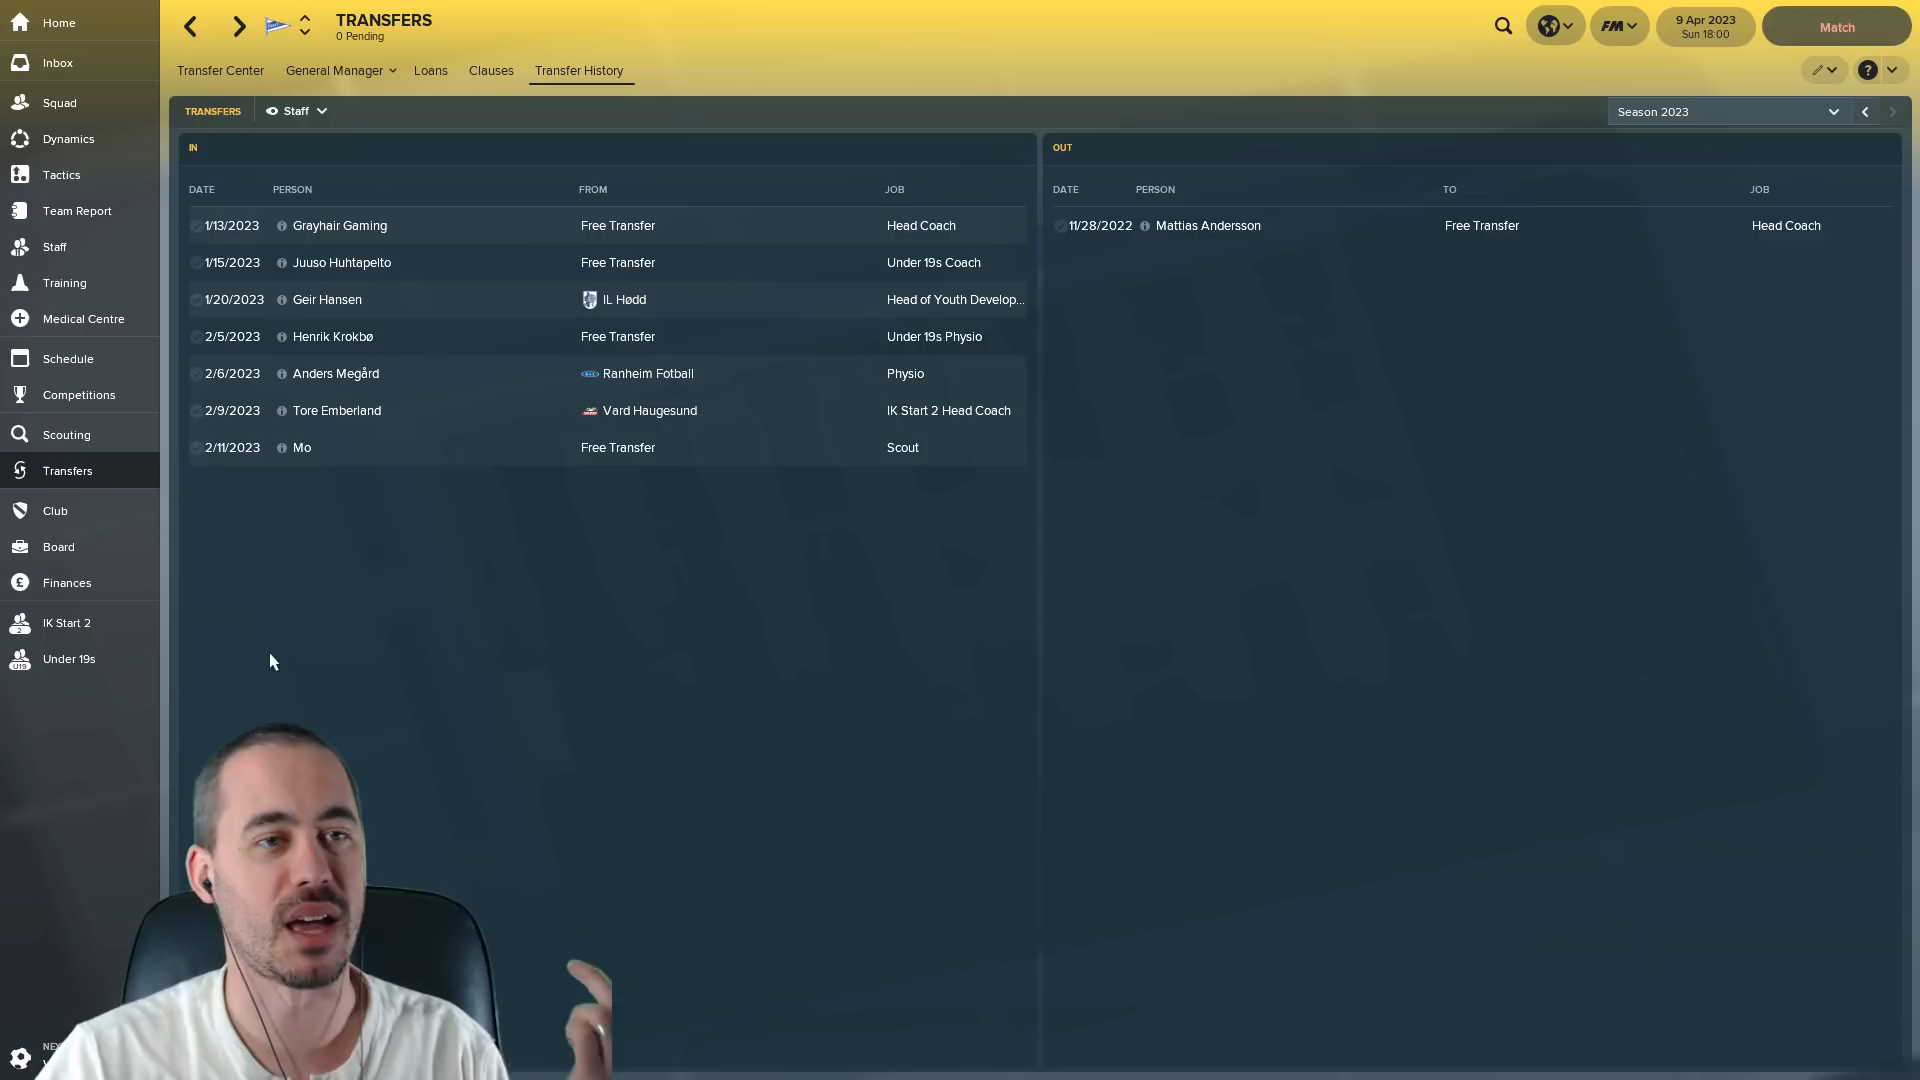 Home
Inbox
Squad
Dynamics
Tactics
Team Report
Staff
Training
Medical Centre
Schedule
Competitions
Scouting
Transfers
Club
Board
Finances
IK Start 2
2
Under 19s
U19
TRANSFERS
0 Pending
FM
9 Apr 2023
Sun 18:00
Match
Transfer Center General Manager Loans Clauses Transfer History
?
TRANSFERS Staff
Season 2023
IN
DATE PERSON FROM JOB
1/13/2023 Grayhair Gaming Free Transfer Head Coach
1/15/2023 Juuso Huhtapelto Free Transfer Under 19s Coach
1/20/2023 Geir Hansen IL Hødd Head of Youth Develop...
2/5/2023 Henrik Krokbø Free Transfer Under 19s Physio
2/6/2023 Anders Megård Ranheim Fotball Physio
2/9/2023 Tore Emberland Vard Haugesund IK Start 2 Head Coach
2/11/2023 Mo Free Transfer Scout
OUT
DATE PERSON TO JOB
11/28/2022 Mattias Andersson Free Transfer Head Coach